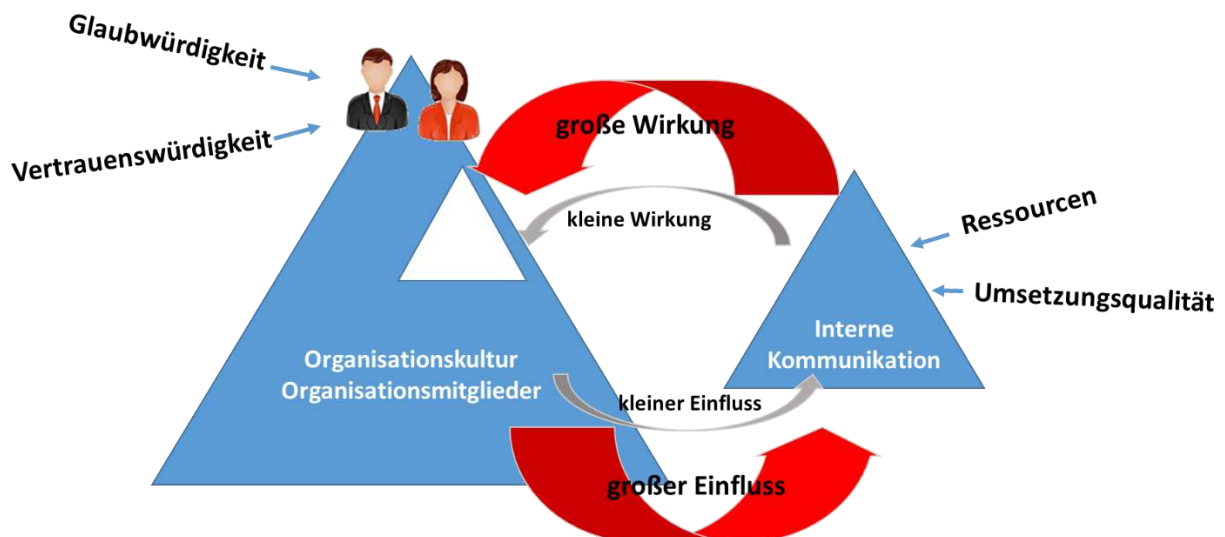 Glaubwürdigkeit
Vertrauenswürdigkeit
große Wirkung
kleine Wirkung
Ressourcen
Umsetzungsqualität
Interne
Kommunikation
Organisationskultur
Organisationsmitglieder
kleiner Einfluss
großer Einfluss